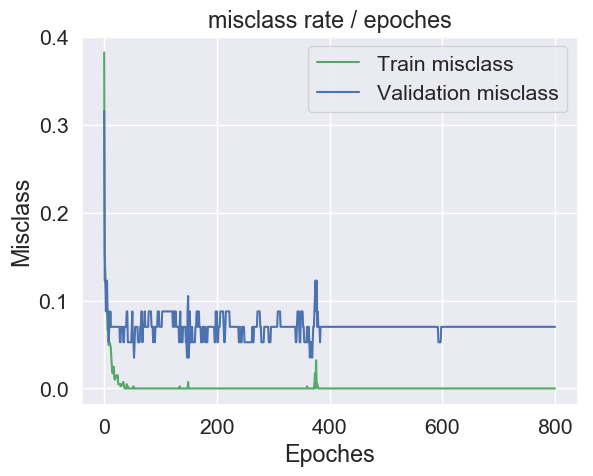 misclass rate / epoches
Train misclass
Validation misclass
Misclass
0.4
0.3
0.2
0.1
0.0
0
200
400
600
800
Epoches